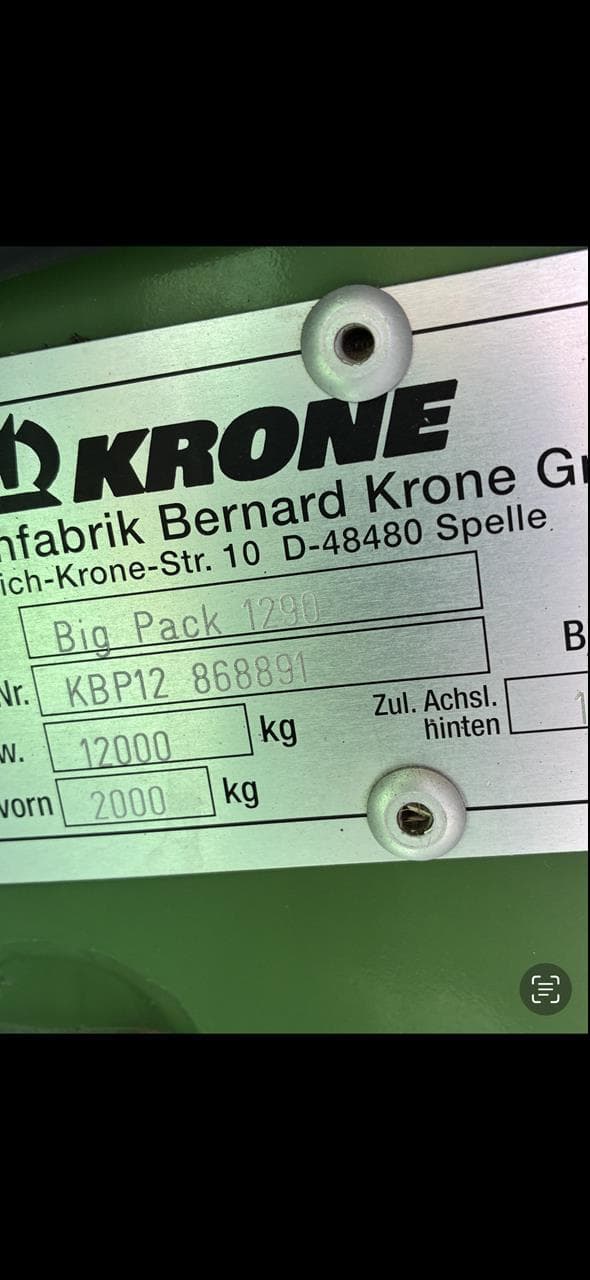 KRONE
nfabrik Bernard Krone G
ich-Krone-Str. 10 D-48480 Spelle
Big Pack 1290
Nr. KBP12 868891
B
w. 12000 kg Zul. Achsl. hinten 1
vorn 2000 kg